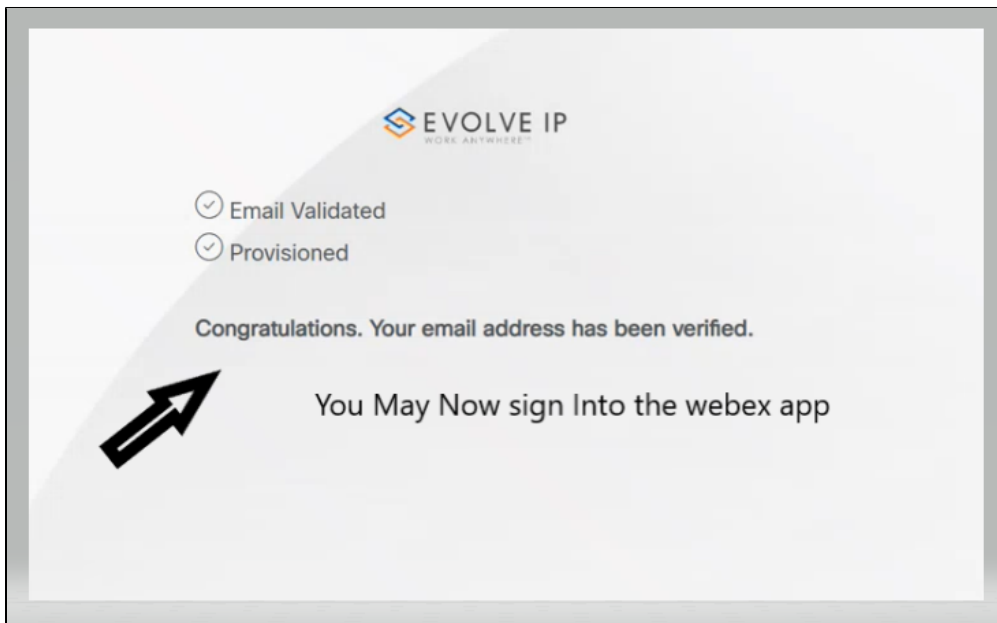 EVOLVE IP
WORK ANYWHERE™
Email Validated
Provisioned
Congratulations. Your email address has been verified.
You May Now sign Into the webex app